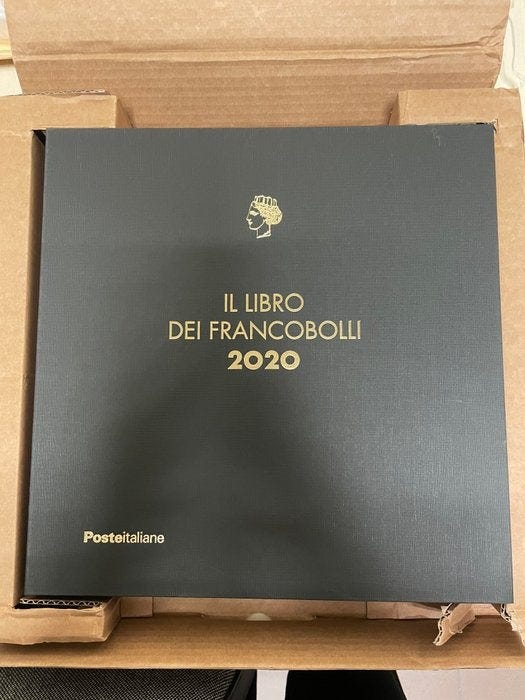 IL LIBRO
DEI FRANCOBOLLI
2020
Posteitaliane